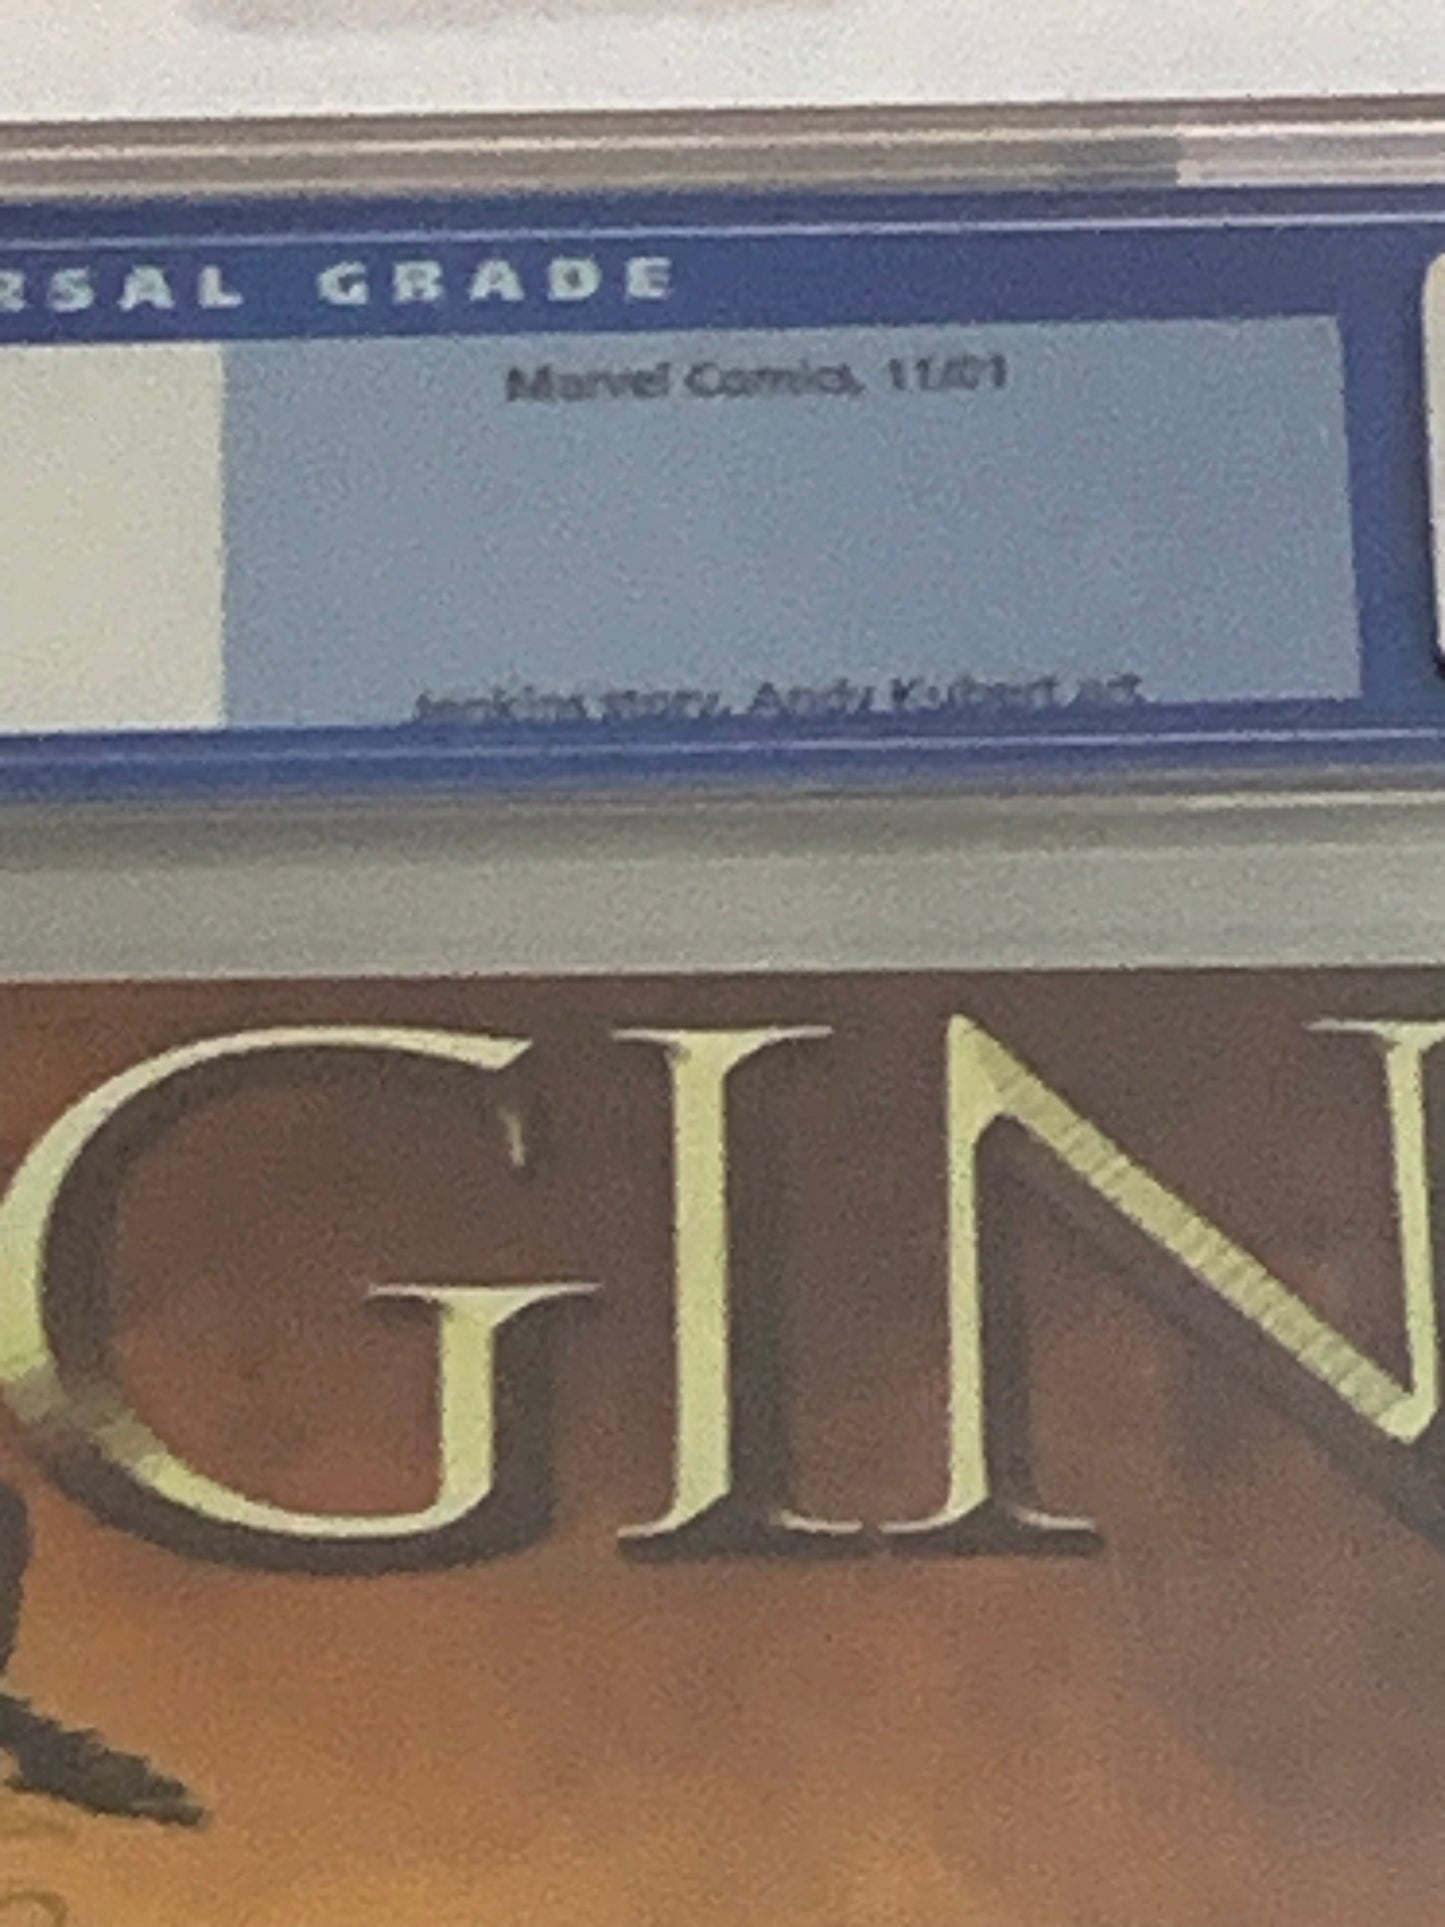 RSAL GRADE
Marvel Comics, 11/01
Jenkins story, Andy Kubert art
GIN